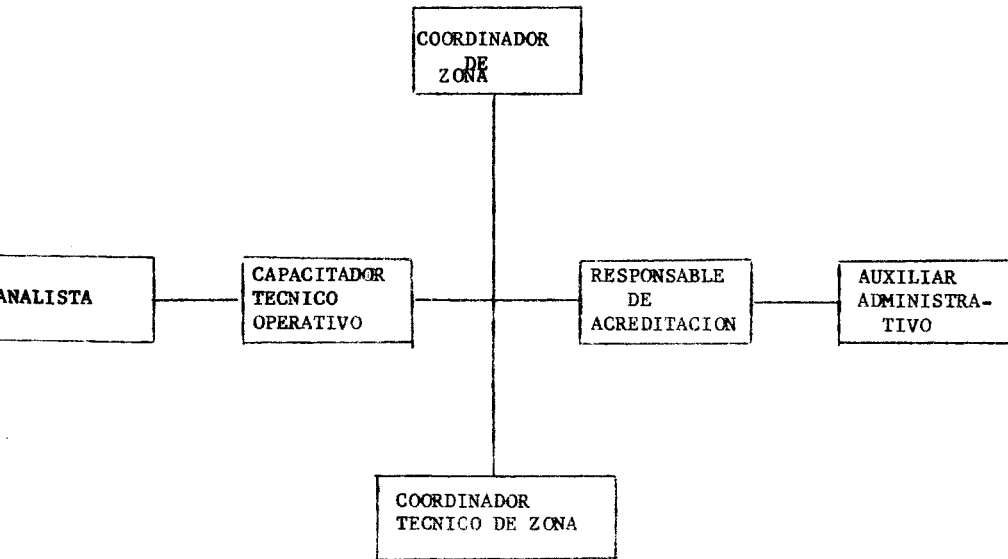 COORDINADOR
DE
ZONA
ANALISTA
CAPACITADOR
TECNICO
OPERATIVO
RESPONSABLE
DE
ACREDITACION
AUXILIAR
ADMINISTRA-
TIVO
COORDINADOR
TECNICO DE ZONA